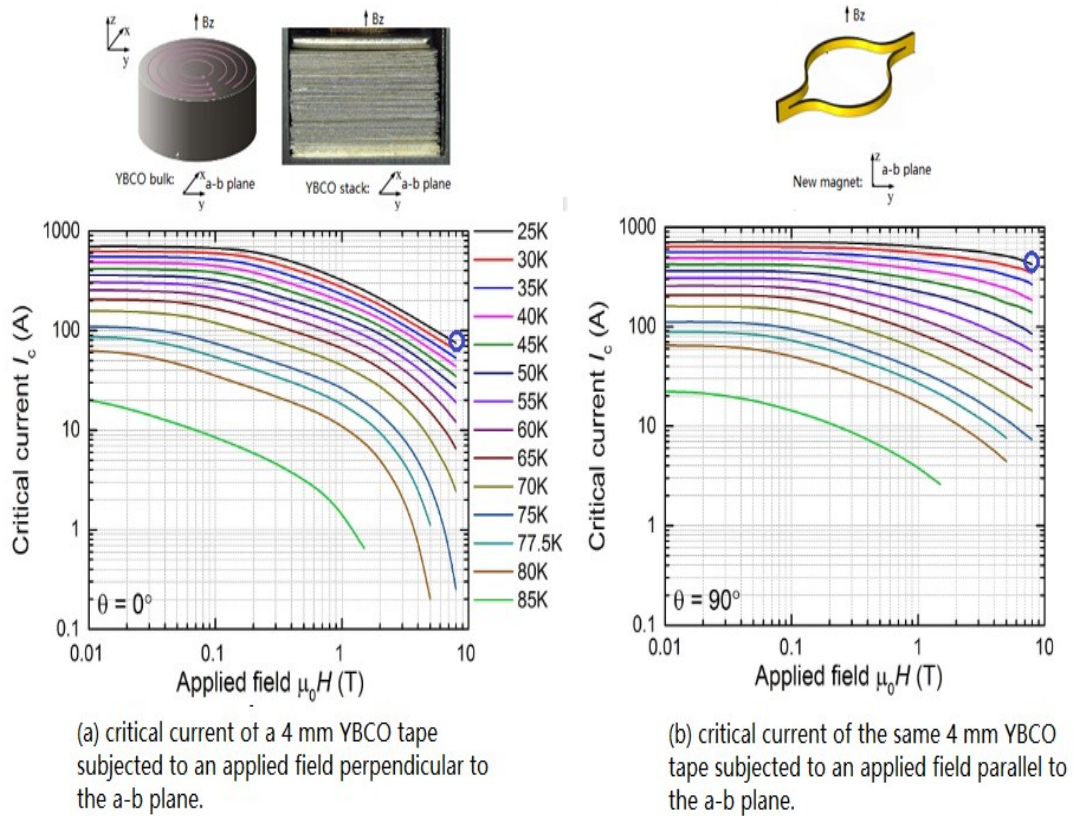 z
x
y
Bz
Bz
Bz
YBCO bulk:
x
a-b plane
y
YBCO stack:
x
a-b plane
y
New magnet:
z
a-b plane
y
1000
100
10
1
0.1
0.01
0.1
1
10
Critical current Ic (A)
Applied field μ0H (T)
θ = 0°
25K
30K
35K
40K
45K
50K
55K
60K
65K
70K
75K
77.5K
80K
85K
1000
100
10
1
0.1
0.01
0.1
1
10
Critical current Ic (A)
Applied field μ0H (T)
θ = 90°
(a) critical current of a 4 mm YBCO tape
subjected to an applied field perpendicular to
the a-b plane.
(b) critical current of the same 4 mm YBCO
tape subjected to an applied field parallel to
the a-b plane.